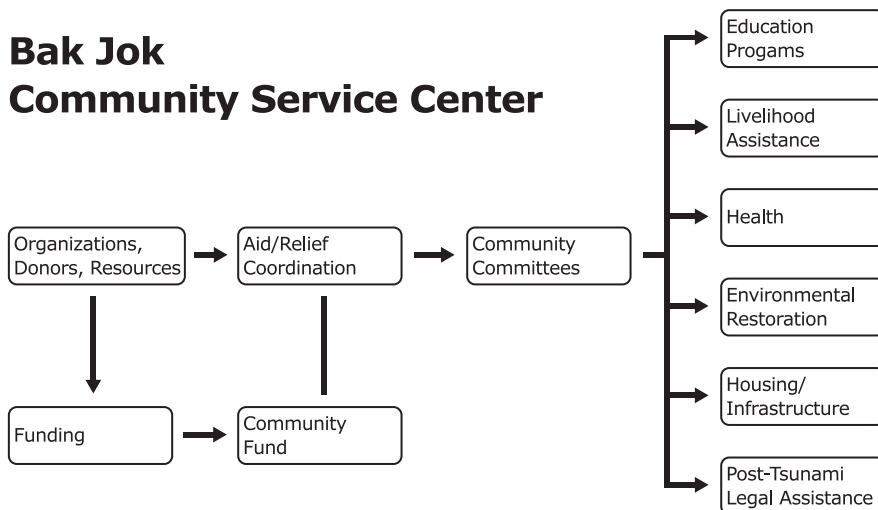 Bak Jok
Community Service Center
Organizations,
Donors, Resources
Aid/Relief
Coordination
Community
Committees
Funding
Community
Fund
Education
Progams
Livelihood
Assistance
Health
Environmental
Restoration
Housing/
Infrastructure
Post-Tsunami
Legal Assistance